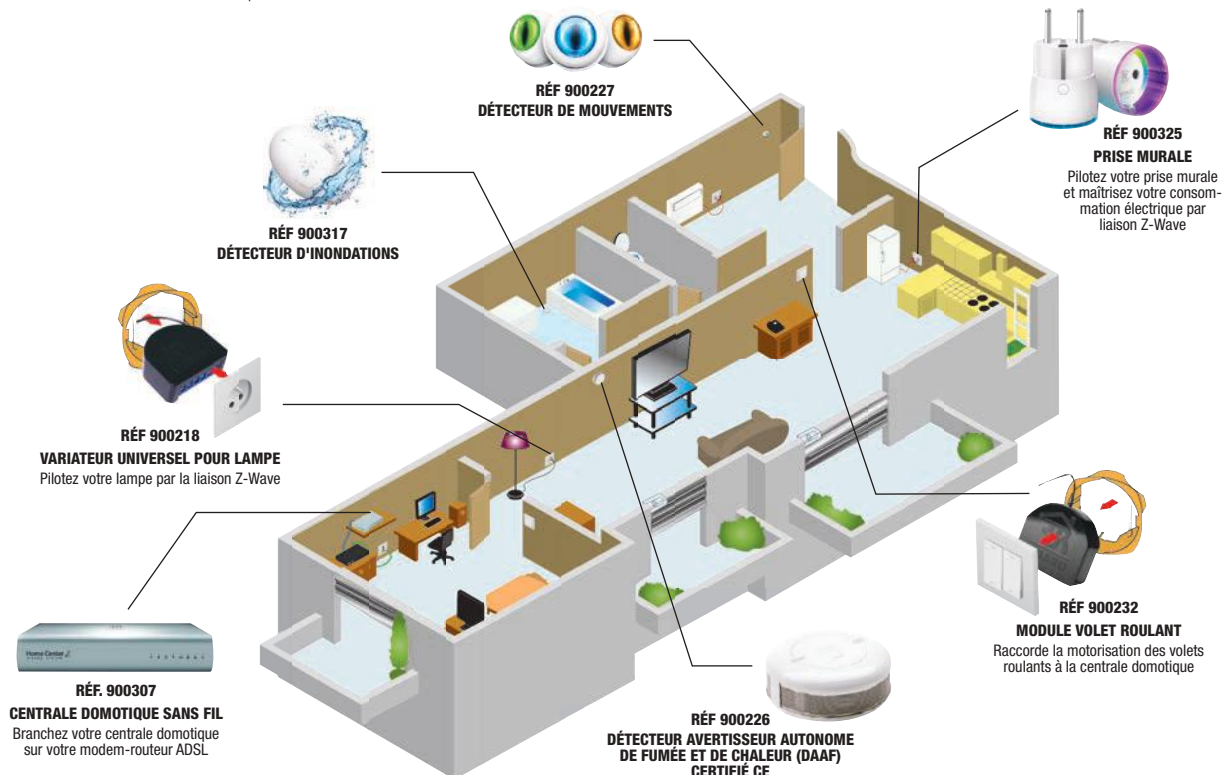 RÉF 900227
DÉTECTEUR DE MOUVEMENTS
RÉF 900325
PRISE MURALE
Pilotez votre prise murale
et maîtrisez votre consom-
mation électrique par
liaison Z-Wave
RÉF 900317
DÉTECTEUR D'INONDATIONS
RÉF 900218
VARIATEUR UNIVERSEL POUR LAMPE
Pilotez votre lampe par la liaison Z-Wave
Home Center 2
RÉF. 900307
CENTRALE DOMOTIQUE SANS FIL
Branchez votre centrale domotique
sur votre modem-routeur ADSL
RÉF 900232
MODULE VOLET ROULANT
Raccorde la motorisation des volets
roulants à la centrale domotique
RÉF 900226
DÉTECTEUR AVERTISSEUR AUTONOME
DE FUMÉE ET DE CHALEUR (DAAF)
CERTIFIÉ CE